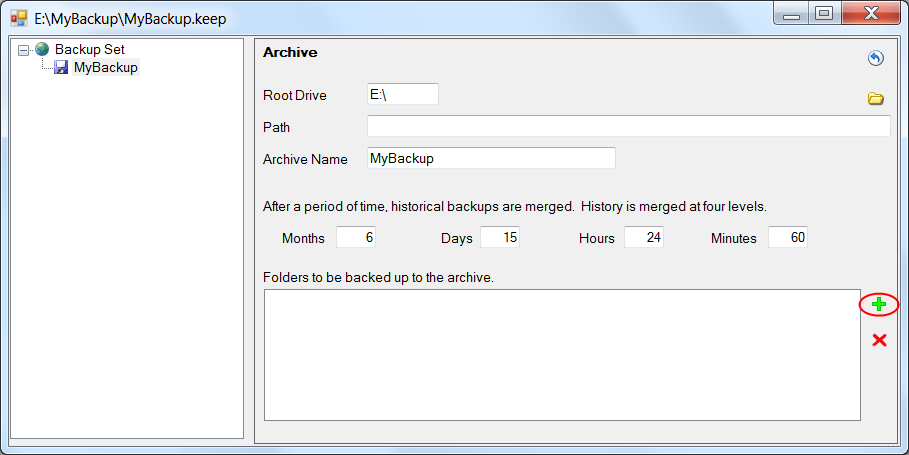 E:\MyBackup\MyBackup.keep
Backup Set
MyBackup
Archive
Root Drive E:\
Path
Archive Name MyBackup
After a period of time, historical backups are merged.  History is merged at four levels.
Months 6 Days 15 Hours 24 Minutes 60
Folders to be backed up to the archive.